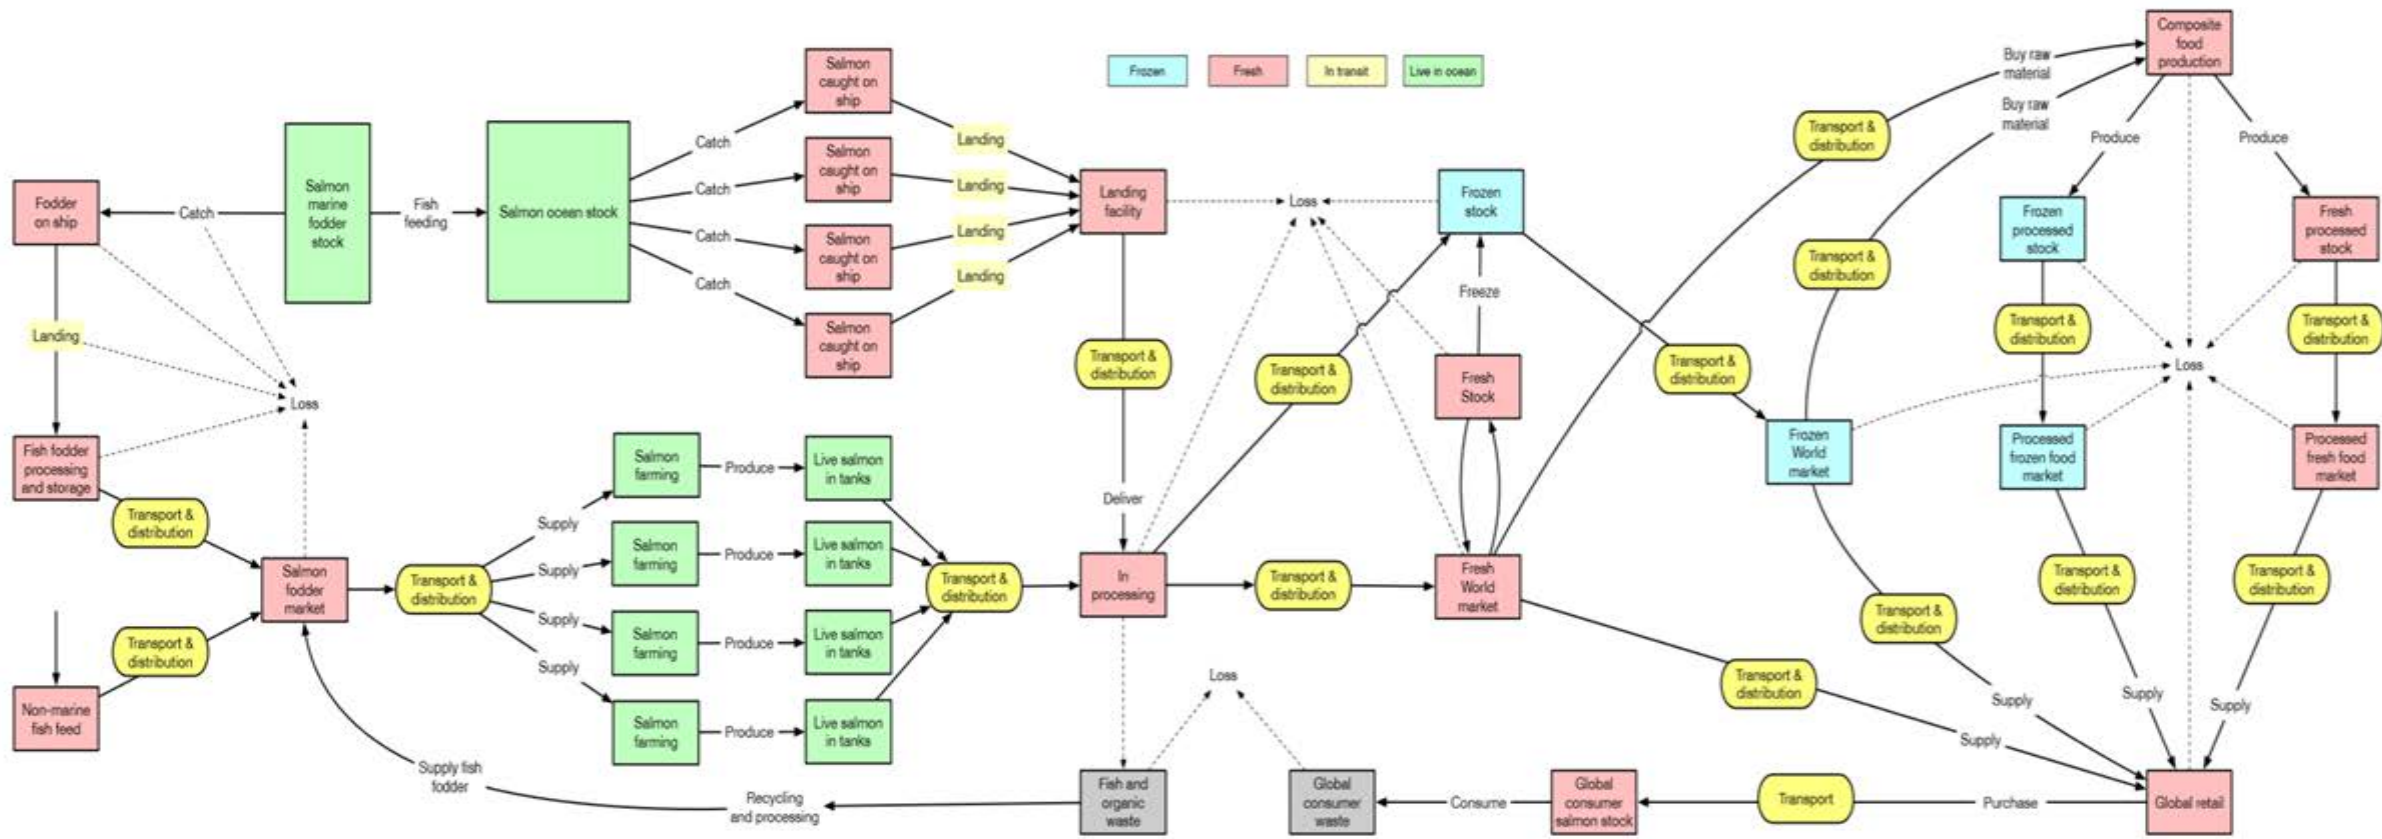 Composite
food
production
Frozen
Fresh
In transit
Live in ocean
Buy raw
material
Buy raw
material
Salmon
caught on
ship
Salmon
caught on
ship
Salmon
caught on
ship
Salmon
caught on
ship
Catch
Catch
Catch
Catch
Landing
Landing
Landing
Landing
Transport &
distribution
Produce
Produce
Fodder
on ship
Catch
Salmon
marine
fodder
stock
Fish
feeding
Salmon ocean stock
Landing
facility
Loss
Frozen
stock
Frozen
processed
stock
Fresh
processed
stock
Transport &
distribution
Freeze
Landing
Transport &
distribution
Transport &
distribution
Transport &
distribution
Transport &
distribution
Fresh
Stock
Transport &
distribution
Loss
Loss
Fish fodder
processing
and storage
Salmon
farming
Produce
Live salmon
in tanks
Frozen
World
market
Processed
frozen food
market
Processed
fresh food
market
Deliver
Transport &
distribution
Supply
Supply
Supply
Supply
Salmon
farming
Produce
Live salmon
in tanks
Salmon
fodder
market
Transport &
distribution
Transport &
distribution
In
processing
Transport &
distribution
Fresh
World
market
Transport &
distribution
Transport &
distribution
Transport &
distribution
Transport &
distribution
Salmon
farming
Produce
Live salmon
in tanks
Loss
Transport &
distribution
Supply
Supply
Supply
Supply
Non-marine
fish feed
Salmon
farming
Produce
Live salmon
in tanks
Supply fish
fodder
Recycling
and processing
Fish and
organic
waste
Global
consumer
waste
Consume
Global
consumer
salmon stock
Transport
Purchase
Global retail